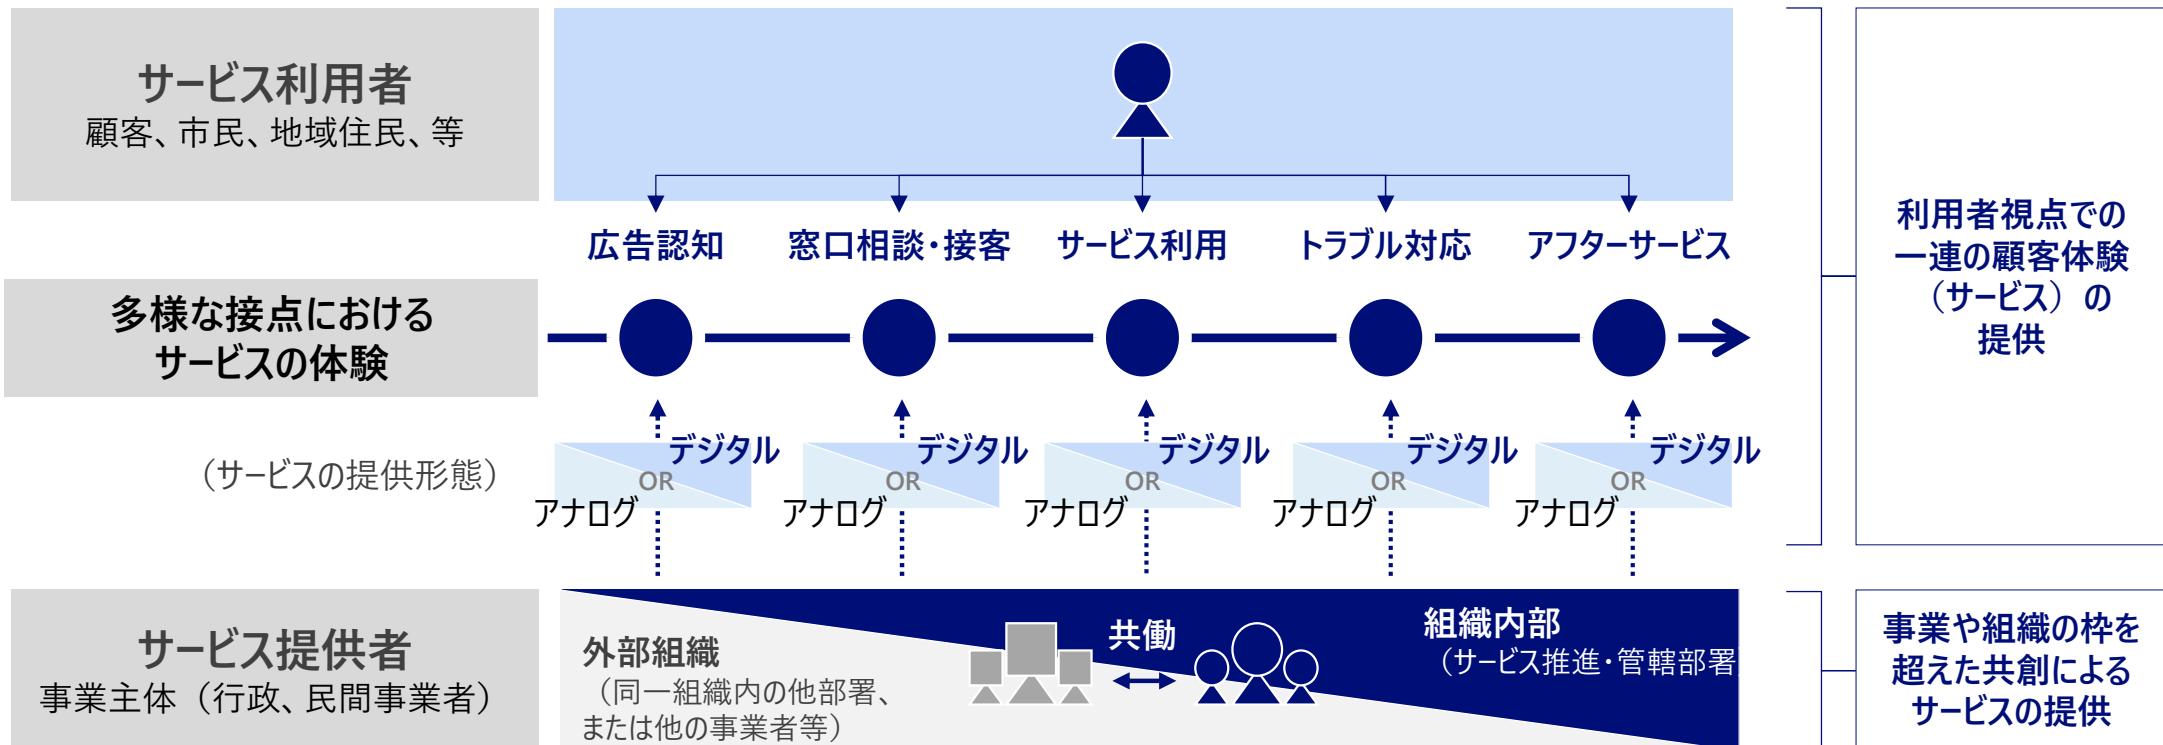 サービス利用者
顧客、市民、地域住民、等
広告認知
窓口相談・接客
サービス利用
トラブル対応
アフターサービス
多様な接点における
サービスの体験
（サービスの提供形態）
デジタル
OR
アナログ
デジタル
OR
アナログ
デジタル
OR
アナログ
デジタル
OR
アナログ
デジタル
OR
アナログ
利用者視点での
一連の顧客体験
（サービス）の
提供
サービス提供者
事業主体（行政、民間事業者）
外部組織
（同一組織内の他部署、
または他の事業者等）
共働
組織内部
（サービス推進・管轄部署
事業や組織の枠を
超えた共創による
サービスの提供